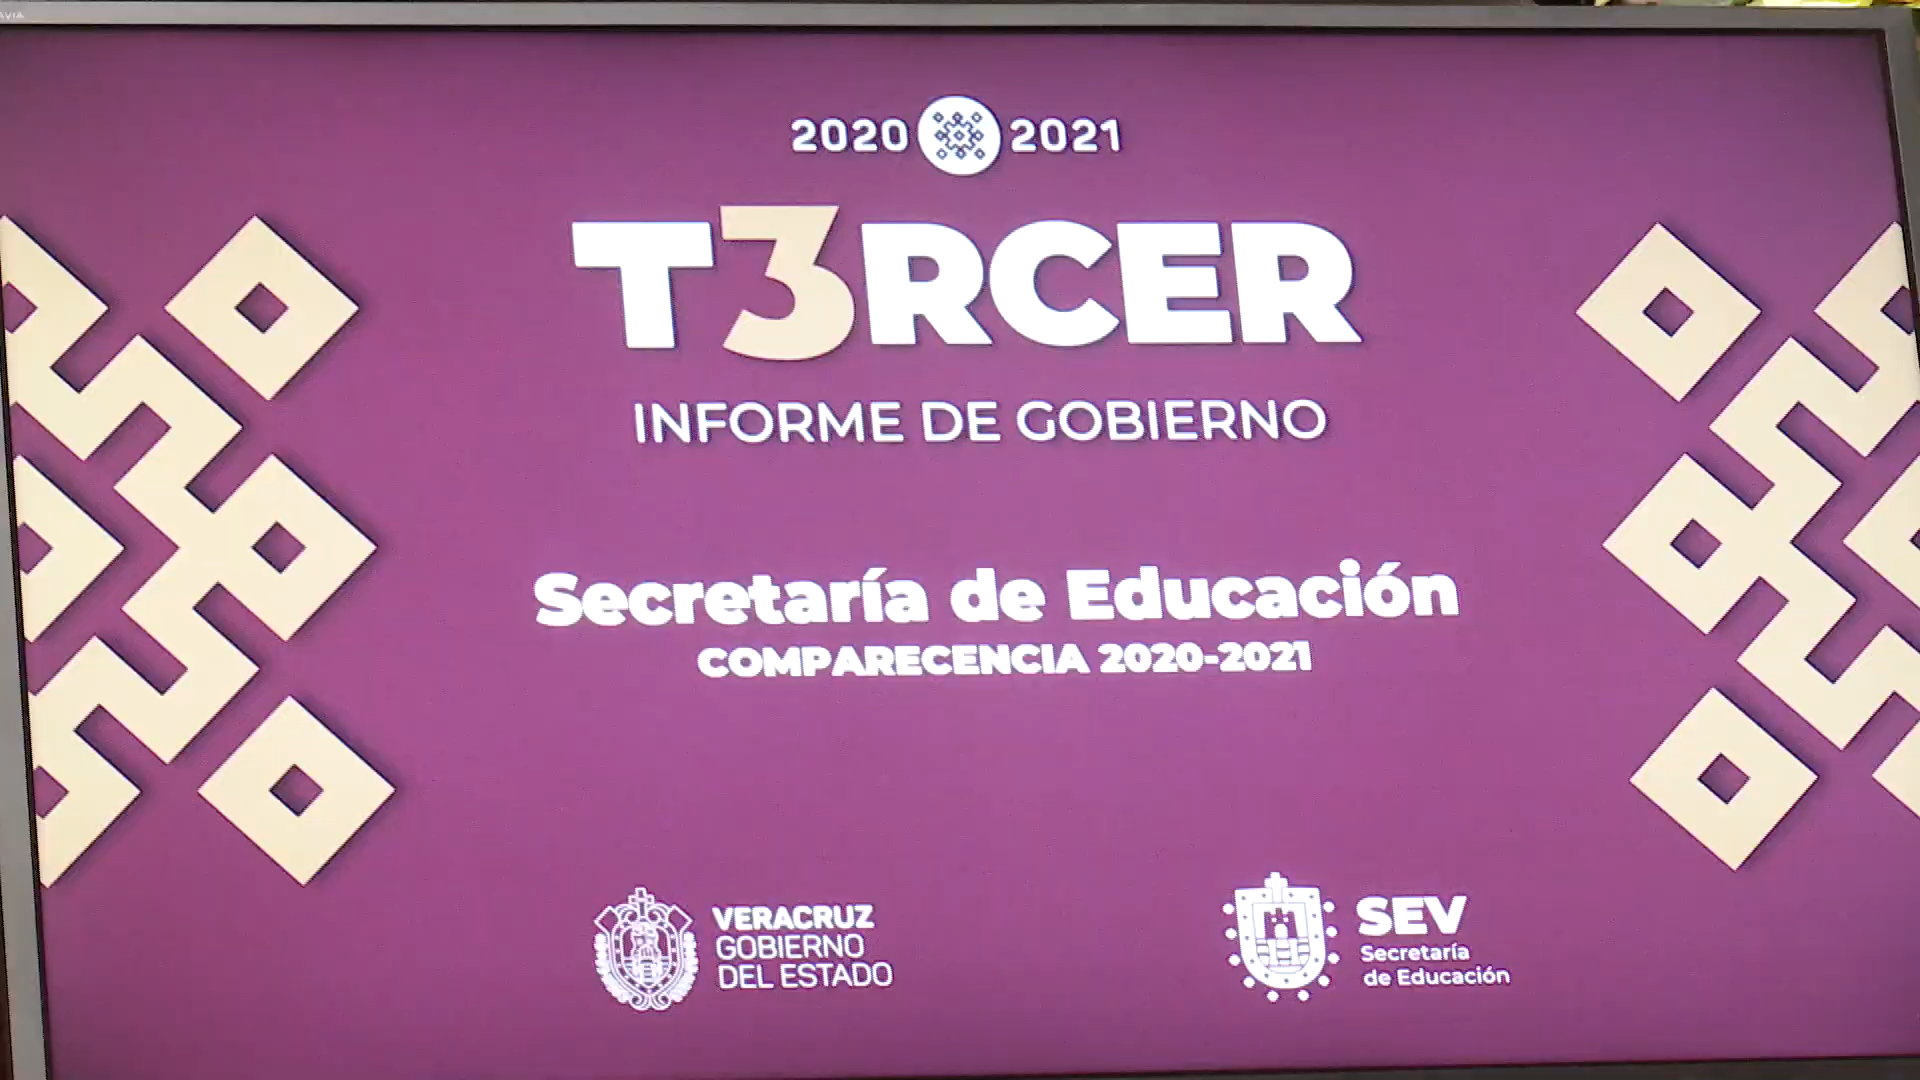 2020 2021
T3RCER
INFORME DE GOBIERNO
Secretaría de Educación
COMPARECENCIA 2020-2021
VERACRUZ
GOBIERNO
DEL ESTADO
SEV
Secretaría
de Educación